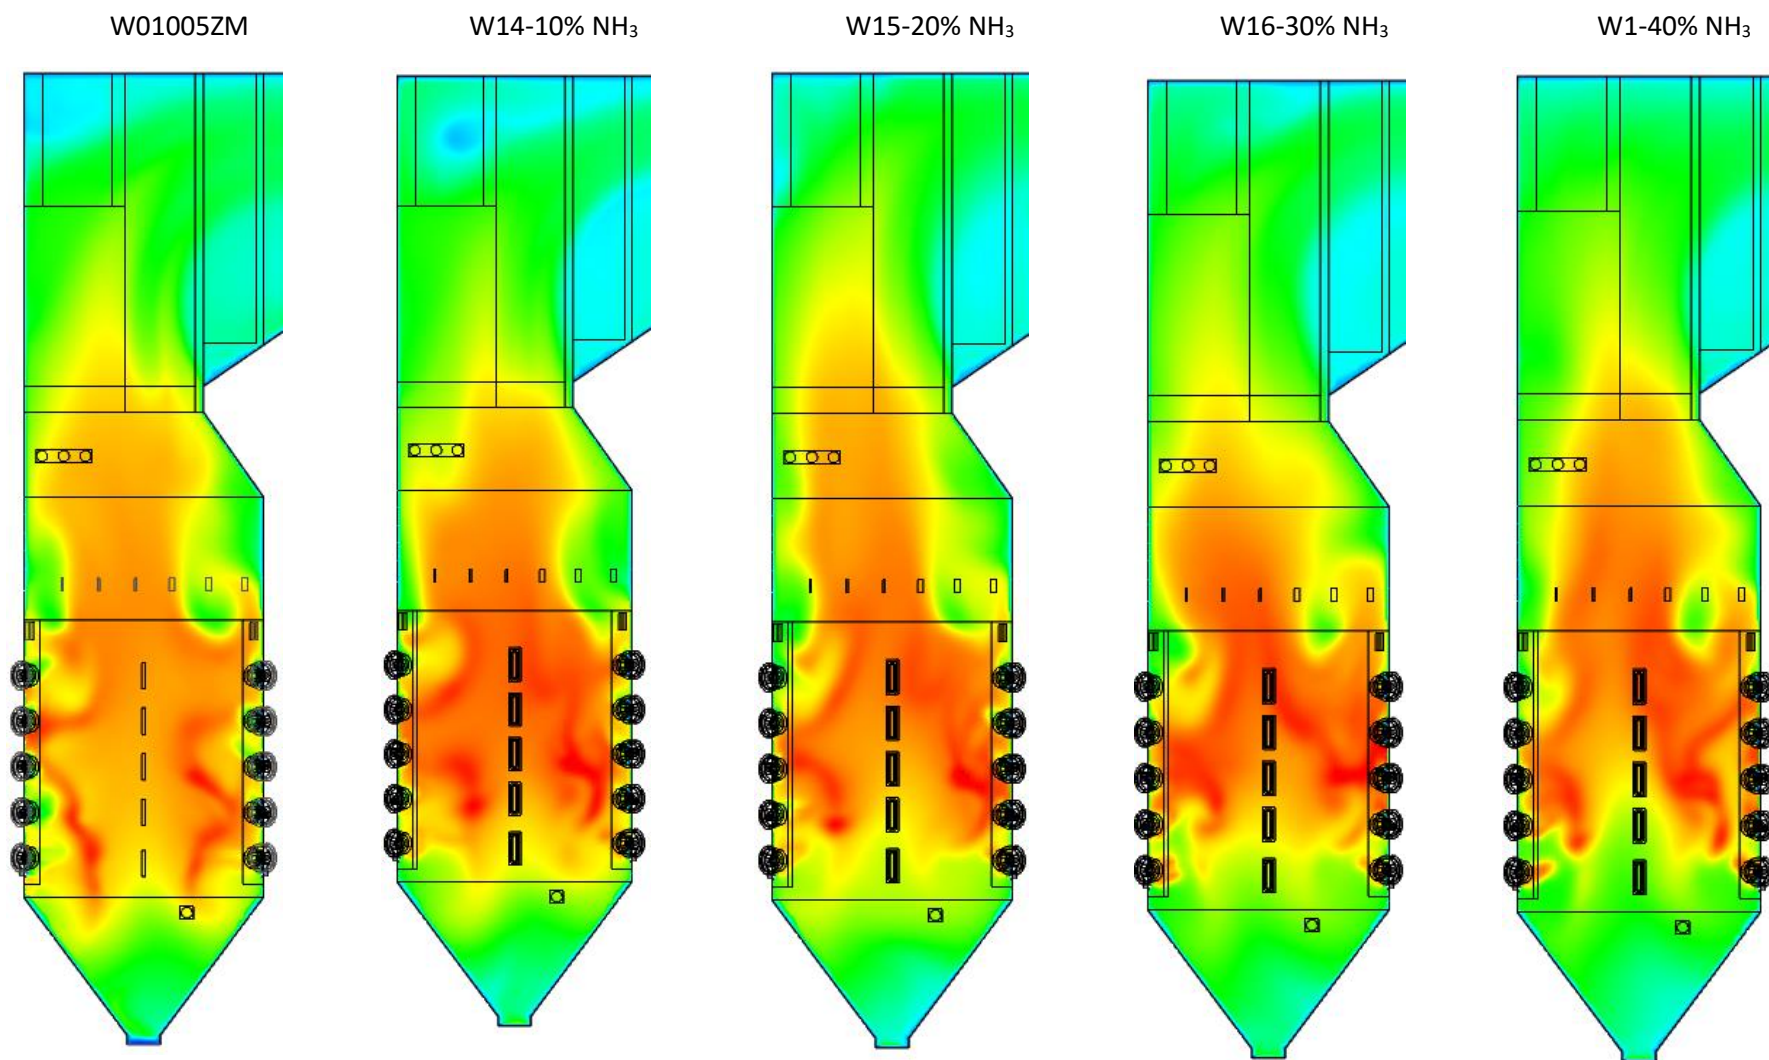 W01005ZM
W14-10% NH₃
W15-20% NH₃
W16-30% NH₃
W1-40% NH₃